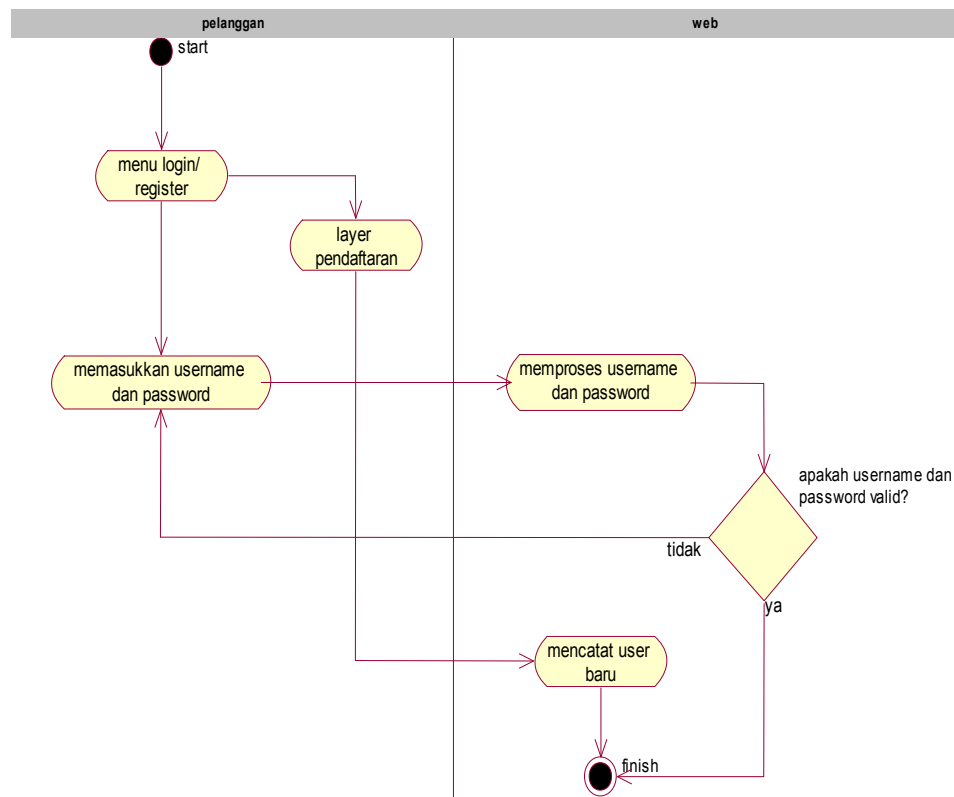 pelanggan
web
start
menu login/
register
layer
pendaftaran
memasukkan username
dan password
memproses username
dan password
apakah username dan
password valid?
tidak
ya
mencatat user
baru
finish